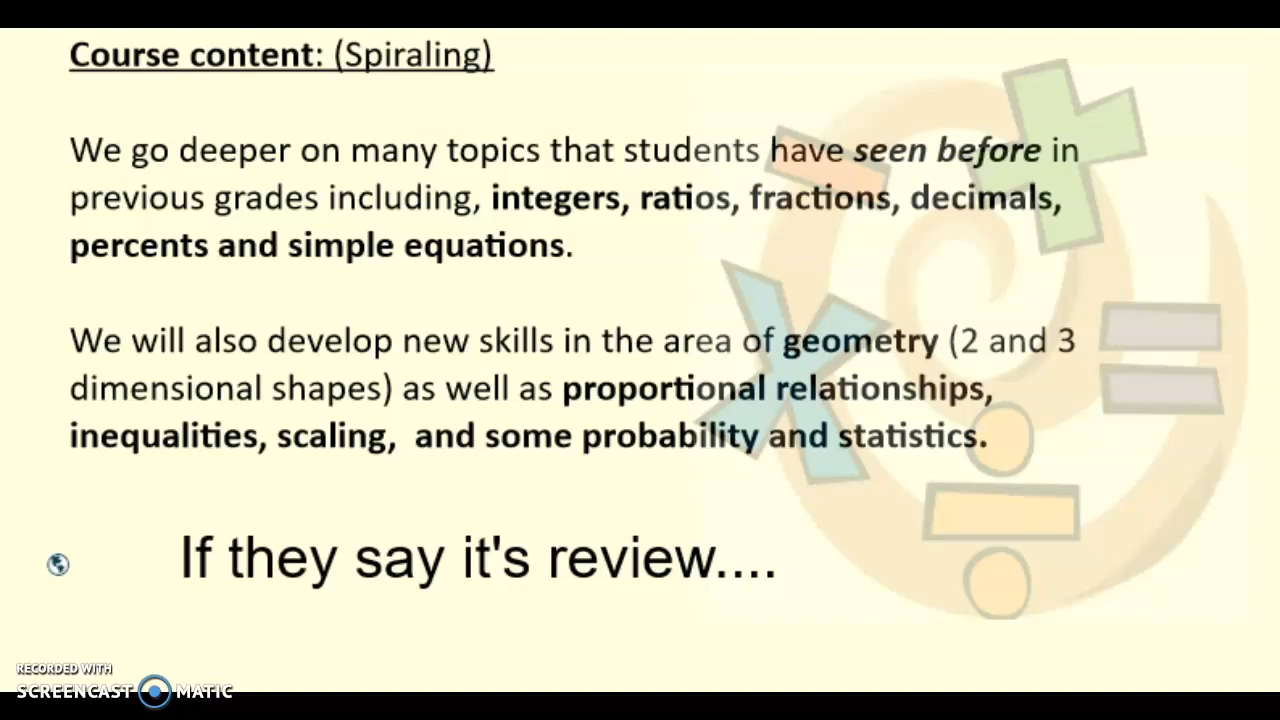 Course content: (Spiraling)
We go deeper on many topics that students have seen before in
previous grades including, integers, ratios, fractions, decimals,
percents and simple equations.
We will also develop new skills in the area of geometry (2 and 3
dimensional shapes) as well as proportional relationships,
inequalities, scaling, and some probability and statistics.
If they say it's review....
RECORDED WITH
SCREENCAST MATIC